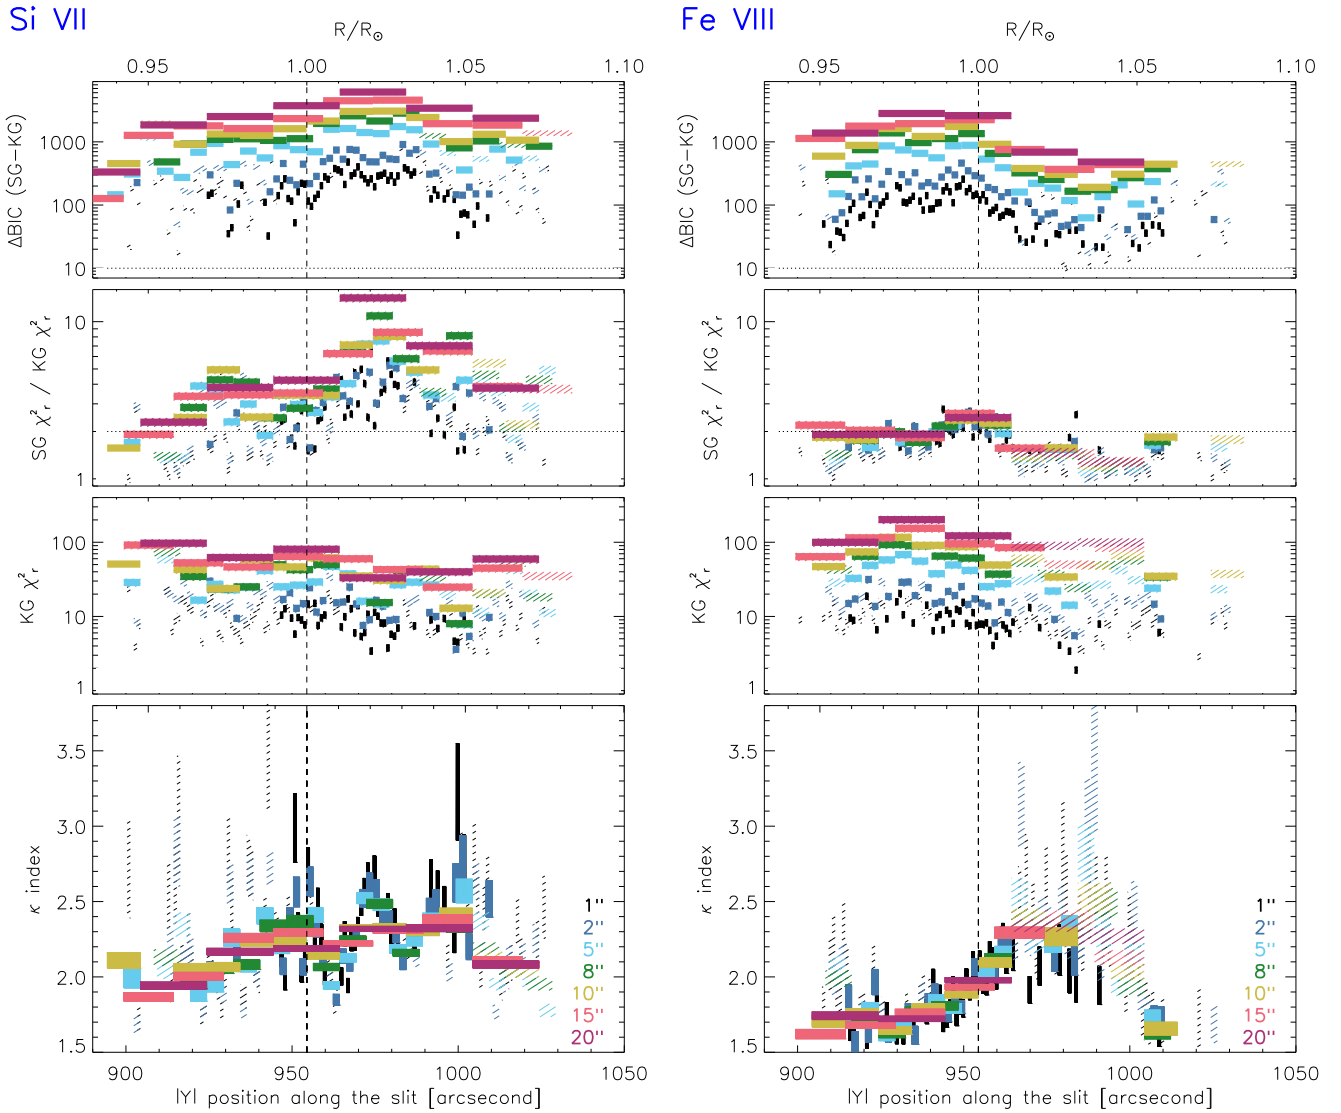 Si VII
Fe VIII
R/R⊙
R/R⊙
0.95 1.00 1.05 1.10
0.95 1.00 1.05 1.10
ΔBIC (SG−KG)
1000
100
10
ΔBIC (SG−KG)
1000
100
10
SG χ²r / KG χ²r
10
1
SG χ²r / KG χ²r
10
1
KG χ²r
100
10
1
KG χ²r
100
10
1
κ index
3.5
3.0
2.5
2.0
1.5
1''
2''
5''
8''
10''
15''
20''
κ index
3.5
3.0
2.5
2.0
1.5
1''
2''
5''
8''
10''
15''
20''
900 950 1000 1050
900 950 1000 1050
|Y| position along the slit [arcsecond]
|Y| position along the slit [arcsecond]